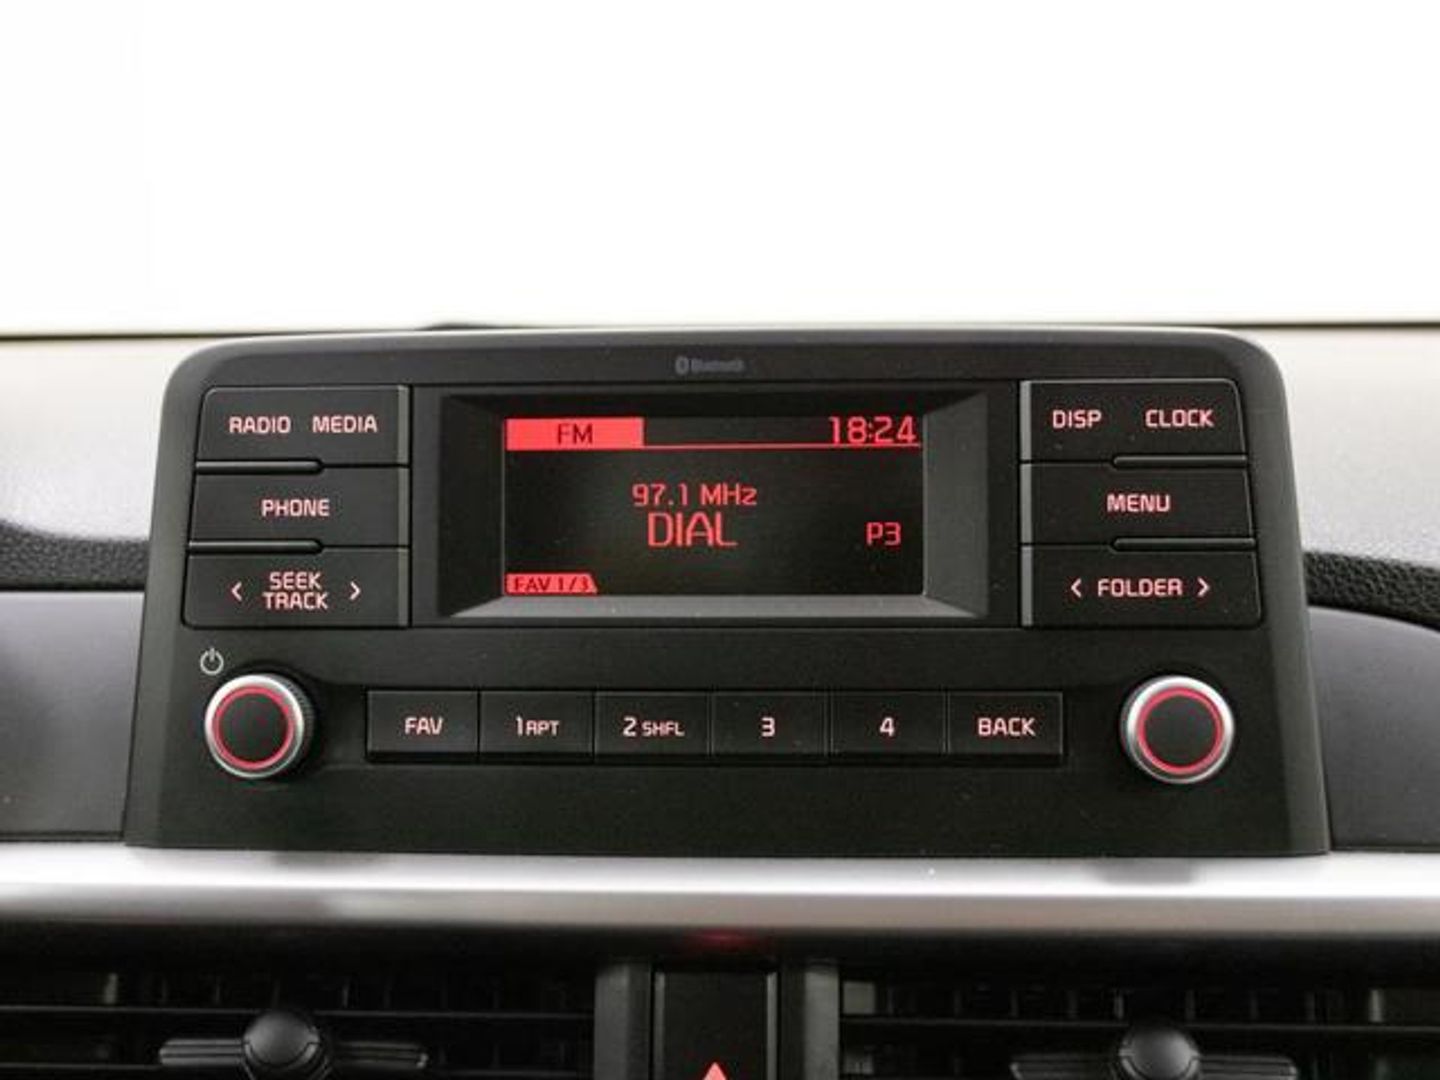 Bluetooth
RADIO MEDIA
PHONE
< SEEK TRACK >
FM 18:24
97.1 MHz
DIAL
P3
FAV 1/3
DISP CLOCK
MENU
< FOLDER >
FAV 1 RPT 2 SHFL 3 4 BACK